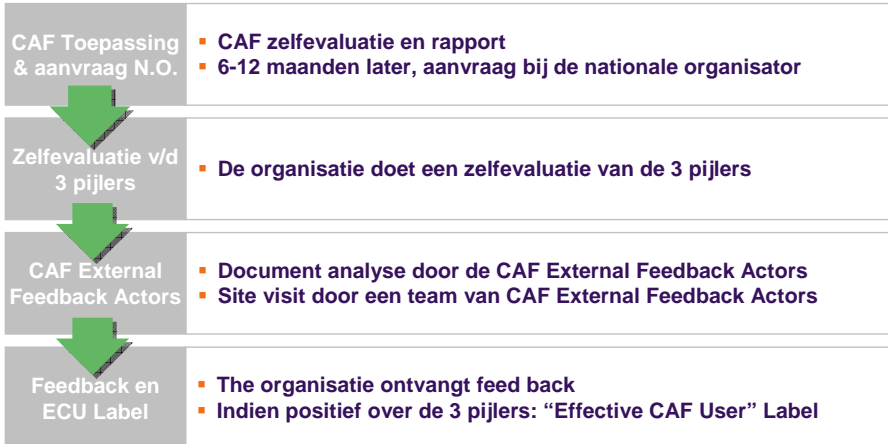 CAF Toepassing
& aanvraag N.O.
▪ CAF zelfevaluatie en rapport
▪ 6-12 maanden later, aanvraag bij de nationale organisator
Zelfevaluatie v/d
3 pijlers
▪ De organisatie doet een zelfevaluatie van de 3 pijlers
CAF External
Feedback Actors
▪ Document analyse door de CAF External Feedback Actors
▪ Site visit door een team van CAF External Feedback Actors
Feedback en
ECU Label
▪ The organisatie ontvangt feed back
▪ Indien positief over de 3 pijlers: “Effective CAF User” Label